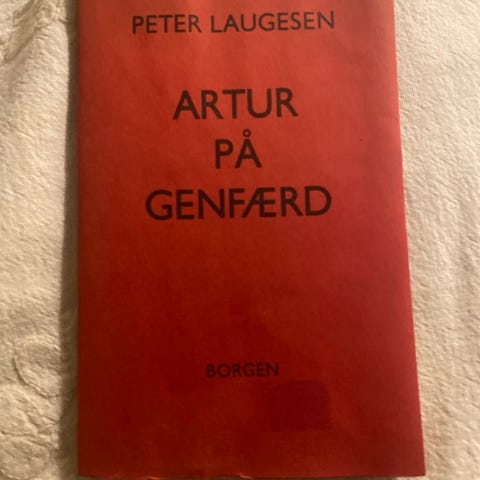 PETER LAUGESEN
ARTUR
PÅ
GENFÆRD
BORGEN